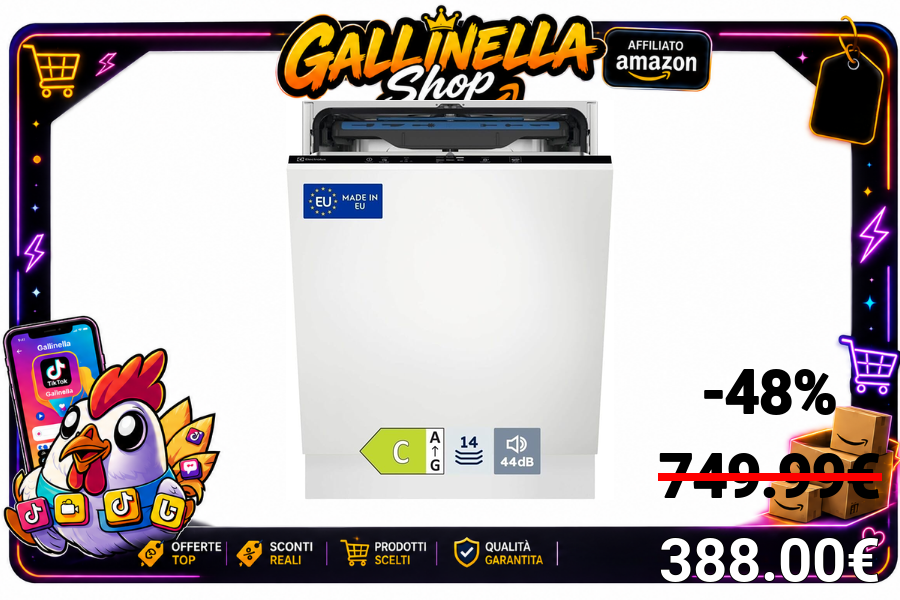 GALLINELLA
Shop
AFFILIATO
amazon
Electrolux
EU
MADE IN
EU
Gallinella
TikTok
Gallinella
C
A
G
14
44dB
-48%
749.99€
388.00€
OFFERTE
TOP
SCONTI
REALI
PRODOTTI
SCELTI
QUALITÀ
GARANTITA